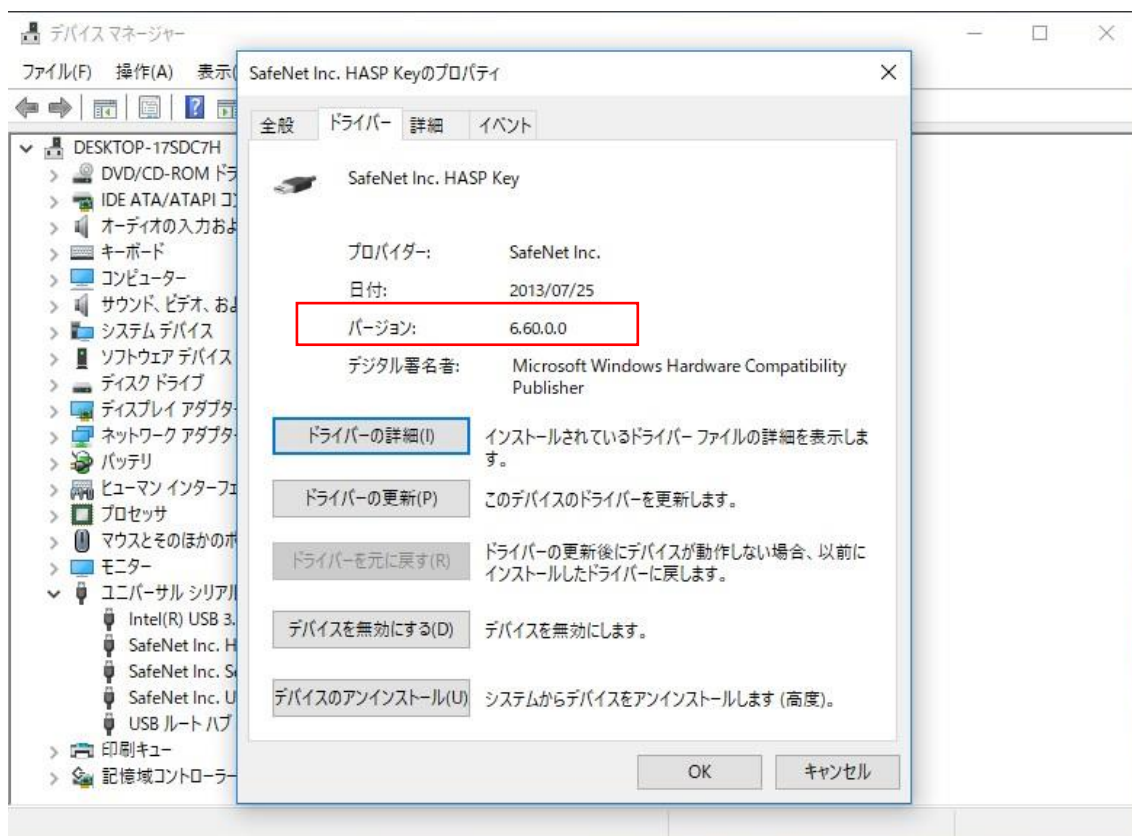 デバイス マネージャー
ファイル(F) 操作(A) 表示(
SafeNet Inc. HASP Keyのプロパティ
全般 ドライバー 詳細 イベント
DESKTOP-17SDC7H
DVD/CD-ROM ドラ
IDE ATA/ATAPI コ
オーディオの入力およ
キーボード
コンピューター
サウンド、ビデオ、およ
システム デバイス
ソフトウェア デバイス
ディスク ドライブ
ディスプレイ アダプター
ネットワーク アダプター
バッテリ
ヒューマン インターフェ
プロセッサ
マウスとそのほかのポ
モニター
ユニバーサル シリアル
Intel(R) USB 3.
SafeNet Inc. H
SafeNet Inc. Se
SafeNet Inc. U
USB ルート ハブ
印刷キュー
記憶域コントローラー
SafeNet Inc. HASP Key
プロバイダー: SafeNet Inc.
日付: 2013/07/25
バージョン: 6.60.0.0
デジタル署名者: Microsoft Windows Hardware Compatibility
Publisher
ドライバーの詳細(I) インストールされているドライバー ファイルの詳細を表示しま
す。
ドライバーの更新(P) このデバイスのドライバーを更新します。
ドライバーを元に戻す(R) ドライバーの更新後にデバイスが動作しない場合、以前に
インストールしたドライバーに戻します。
デバイスを無効にする(D) デバイスを無効にします。
デバイスのアンインストール(U) システムからデバイスをアンインストールします (高度)。
OK キャンセル